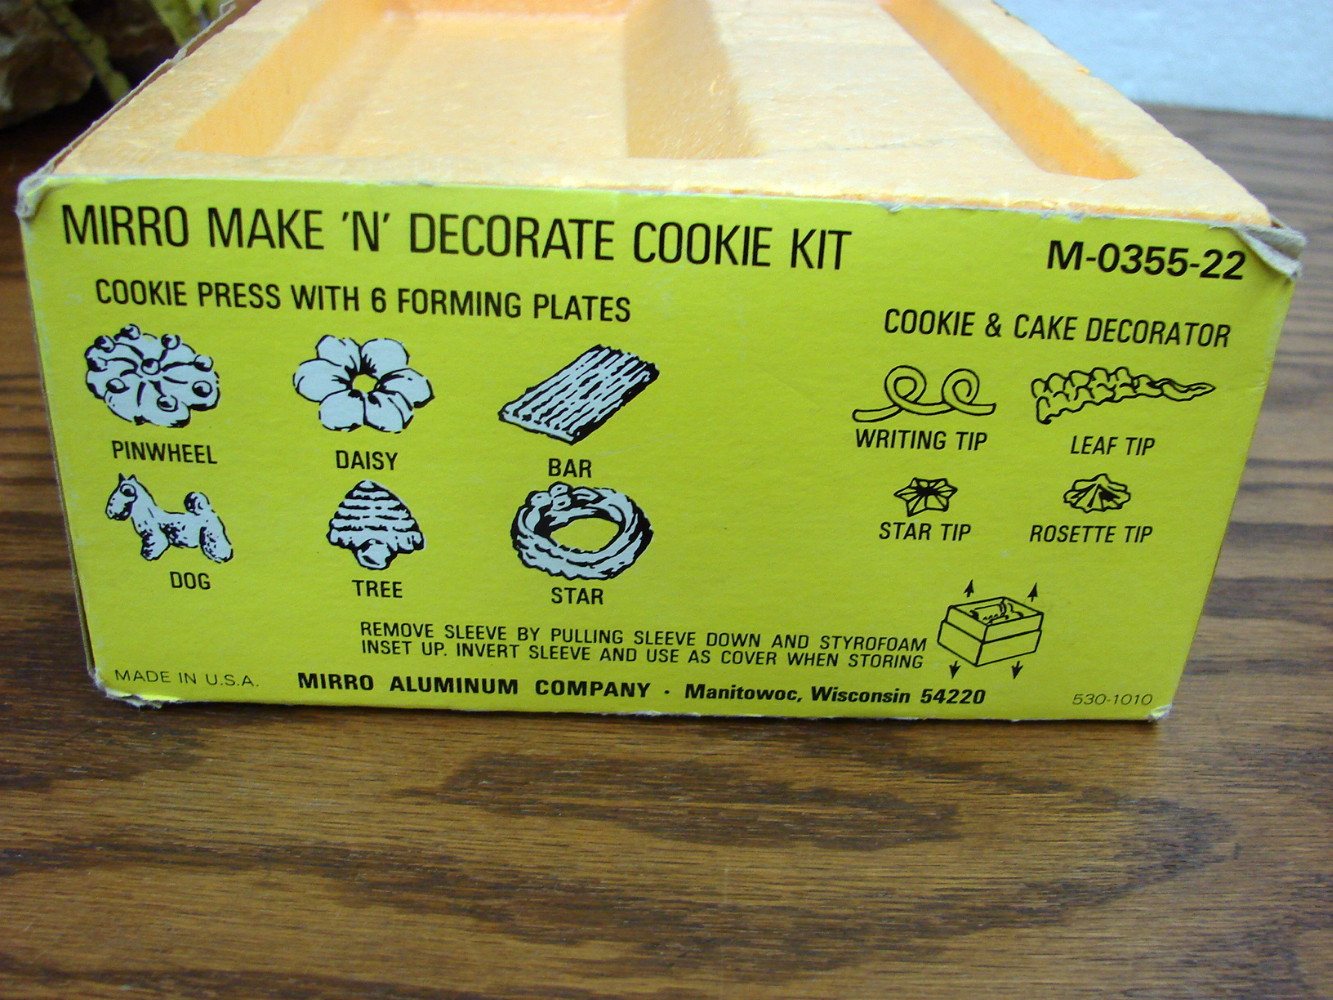 MIRRO MAKE 'N' DECORATE COOKIE KIT
M-0355-22
COOKIE PRESS WITH 6 FORMING PLATES
COOKIE & CAKE DECORATOR
PINWHEEL
DAISY
BAR
WRITING TIP
LEAF TIP
DOG
TREE
STAR
STAR TIP
ROSETTE TIP
REMOVE SLEEVE BY PULLING SLEEVE DOWN AND STYROFOAM
INSET UP. INVERT SLEEVE AND USE AS COVER WHEN STORING
MADE IN U.S.A.
MIRRO ALUMINUM COMPANY · Manitowoc, Wisconsin 54220
530-1010